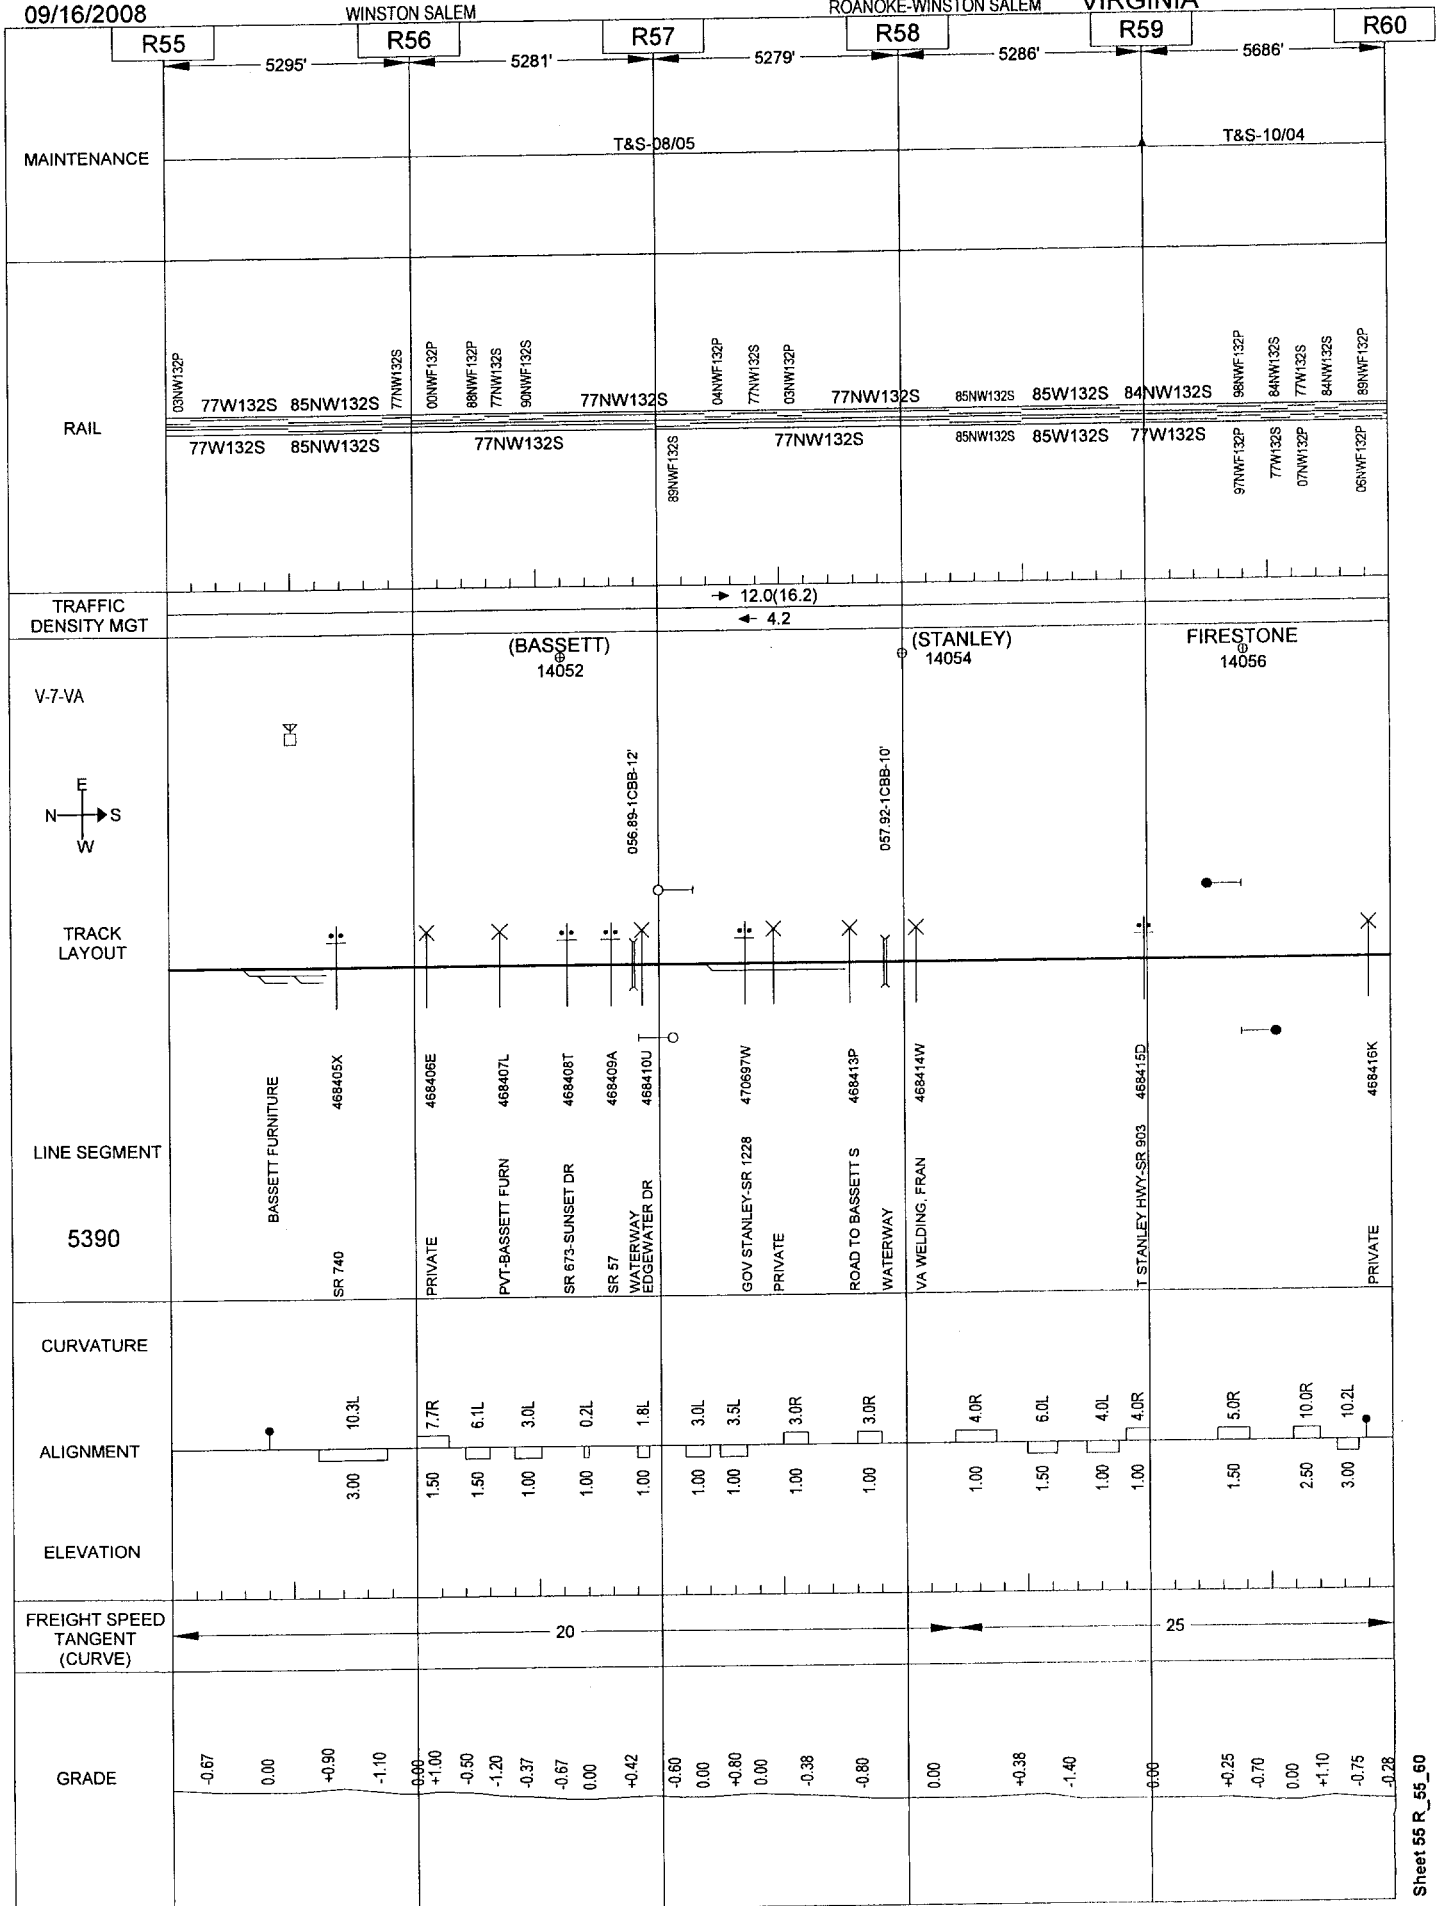 09/16/2008
WINSTON SALEM
ROANOKE-WINSTON SALEM
VIRGINIA
R55
R56
R57
R58
R59
R60
5295'
5281'
5279'
5286'
5686'
MAINTENANCE
T&S-08/05
T&S-10/04
RAIL
03NW132P
77W132S
85NW132S
77NW132S
00NWF132P
88NWF132P
77NW132S
90NWF132S
77NW132S
04NWF132P
77NW132S
03NW132P
77NW132S
85NW132S
85W132S
84NW132S
98NWF132P
84NW132S
77W132S
84NW132S
89NWF132P
77W132S
85NW132S
77NW132S
89NWF132S
77NW132S
85NW132S
85W132S
77W132S
97NWF132P
77W132S
07NW132P
06NWF132P
TRAFFIC
DENSITY MGT
12.0(16.2)
4.2
(BASSETT)
14052
(STANLEY)
14054
FIRESTONE
14056
V-7-VA
E
N
S
W
056.89-1CBB-12'
057.92-1CBB-10'
TRACK
LAYOUT
LINE SEGMENT
5390
BASSETT FURNITURE
SR 740
468405X
PRIVATE
468406E
PVT-BASSETT FURN
468407L
SR 673-SUNSET DR
468408T
SR 57
468409A
WATERWAY
EDGEWATER DR
468410U
GOV STANLEY-SR 1228
470697W
PRIVATE
ROAD TO BASSETT S
468413P
WATERWAY
VA WELDING, FRAN
468414W
T STANLEY HWY-SR 903
468415D
PRIVATE
468416K
CURVATURE
10.3L
7.7R
6.1L
3.0L
0.2L
1.8L
3.0L
3.5L
3.0R
3.0R
4.0R
6.0L
4.0L
4.0R
5.0R
10.0R
10.2L
ALIGNMENT
3.00
1.50
1.50
1.00
1.00
1.00
1.00
1.00
1.00
1.00
1.00
1.50
1.00
1.00
1.50
2.50
3.00
ELEVATION
FREIGHT SPEED
TANGENT
(CURVE)
20
25
GRADE
-0.67
0.00
+0.90
-1.10
0.00
+1.00
-0.50
-1.20
-0.37
-0.67
0.00
+0.42
-0.60
0.00
+0.80
0.00
-0.38
-0.80
0.00
+0.38
-1.40
0.00
+0.25
-0.70
0.00
+1.10
-0.75
-0.28
Sheet 55 R_55_60